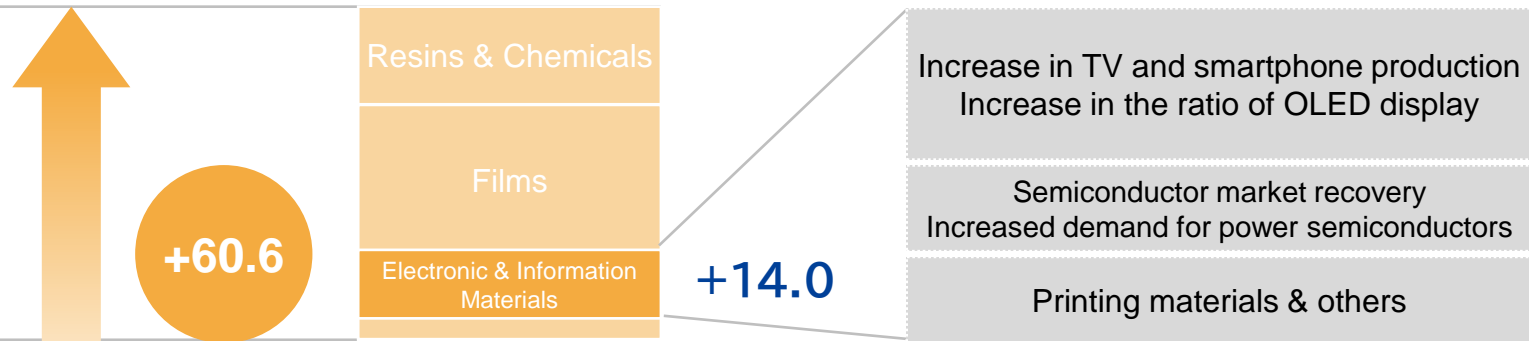 +60.6
Resins & Chemicals
Films
Electronic & Information
Materials
+14.0
Increase in TV and smartphone production
Increase in the ratio of OLED display
Semiconductor market recovery
Increased demand for power semiconductors
Printing materials & others